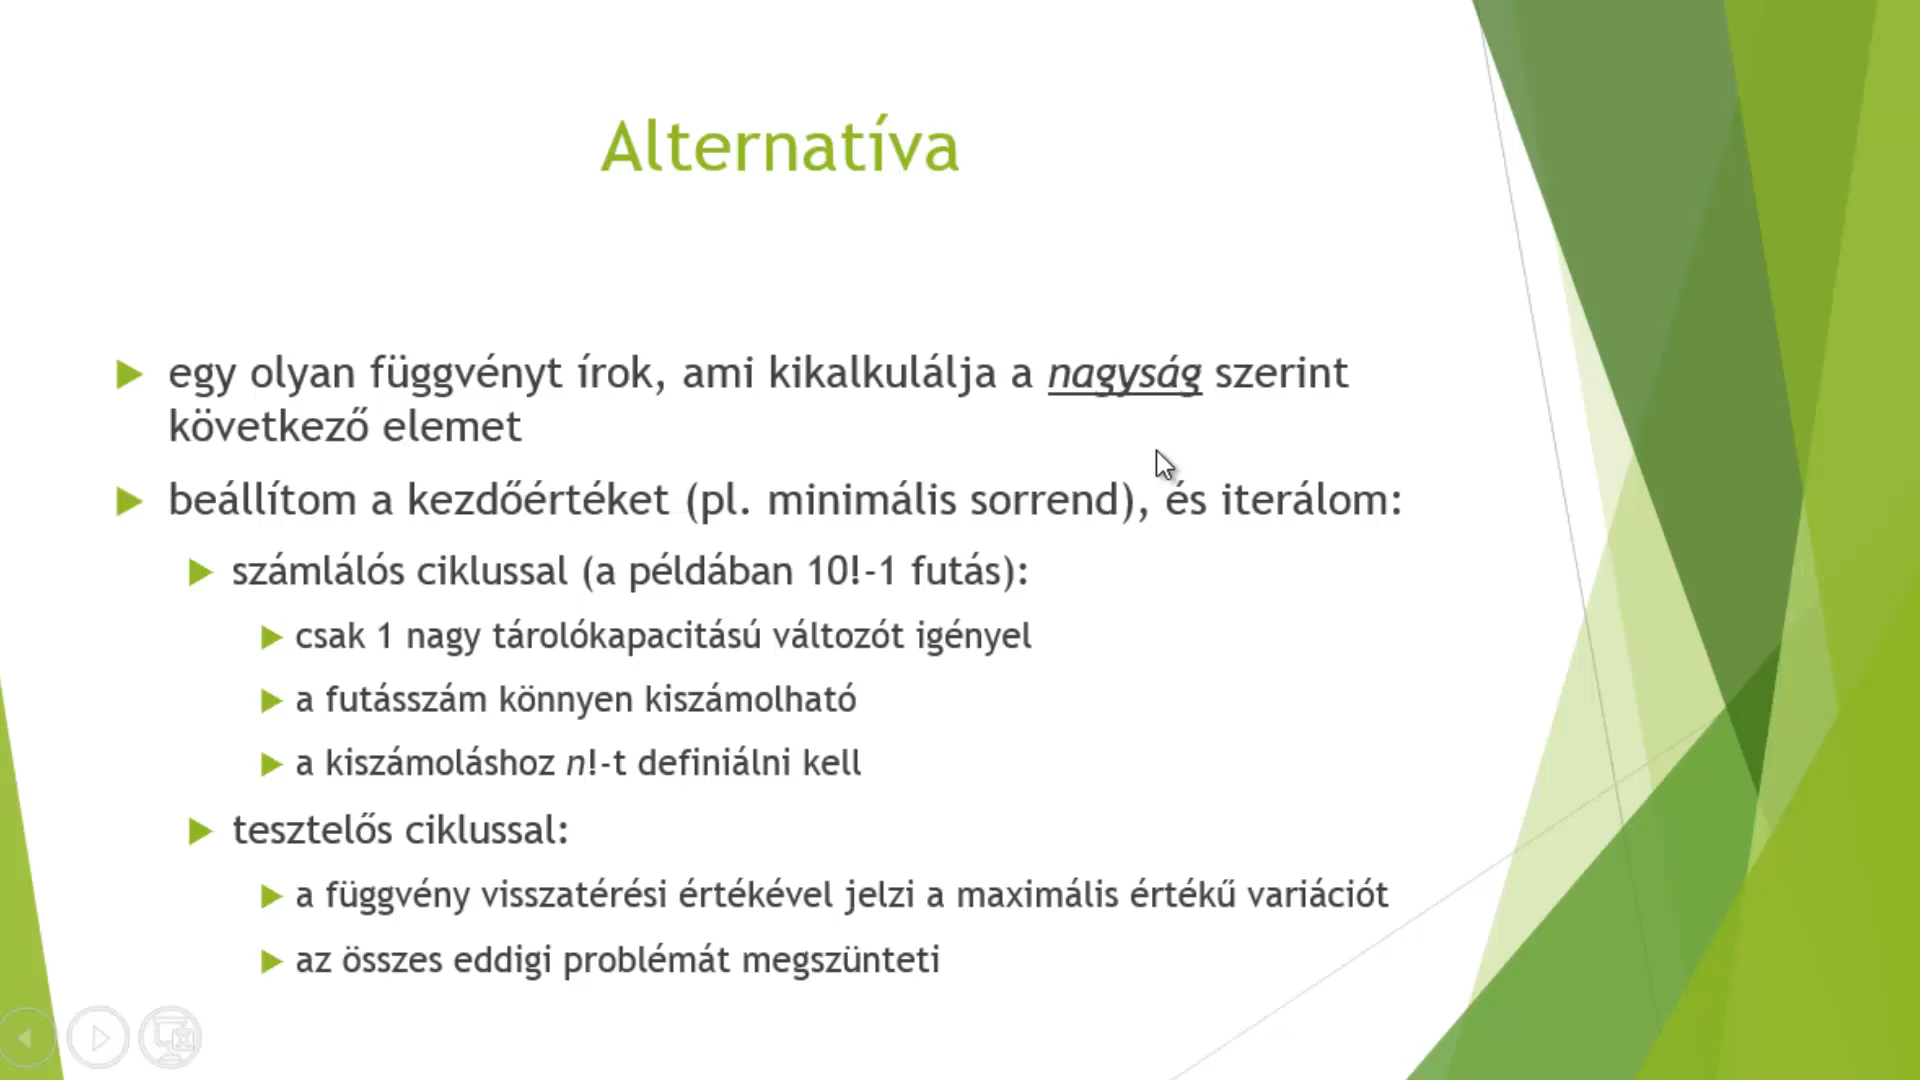 Alternatíva
egy olyan függvényt írok, ami kikalkulálja a nagyság szerint
következő elemet
beállítom a kezdőértéket (pl. minimális sorrend), és iterálom:
számlálós ciklussal (a példában 10!-1 futás):
csak 1 nagy tárolókapacitású változót igényel
a futásszám könnyen kiszámolható
a kiszámoláshoz n!-t definiálni kell
tesztelős ciklussal:
a függvény visszatérési értékével jelzi a maximális értékű variációt
az összes eddigi problémát megszünteti